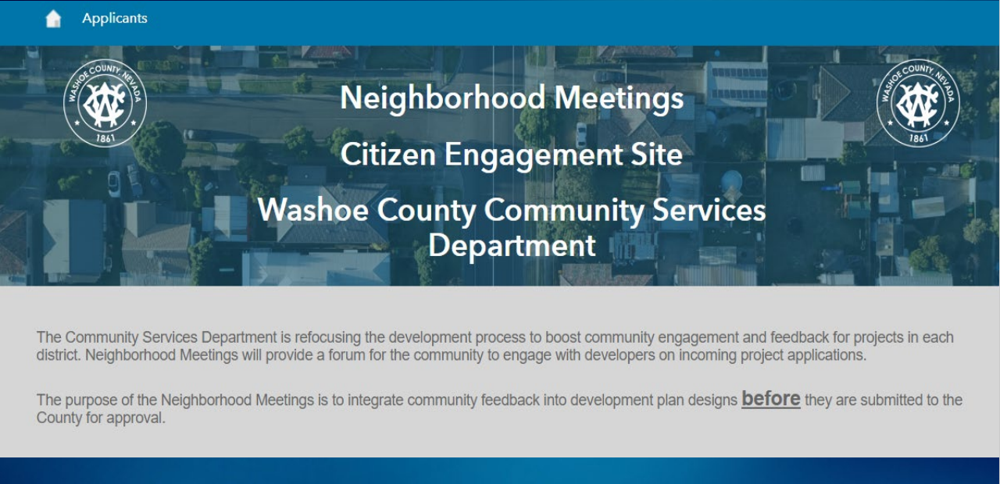 Applicants
WASHOE COUNTY, NEVADA
1861
WASHOE COUNTY, NEVADA
1861
Neighborhood Meetings
Citizen Engagement Site
Washoe County Community Services
Department
The Community Services Department is refocusing the development process to boost community engagement and feedback for projects in each
district. Neighborhood Meetings will provide a forum for the community to engage with developers on incoming project applications.
The purpose of the Neighborhood Meetings is to integrate community feedback into development plan designs before they are submitted to the
County for approval.